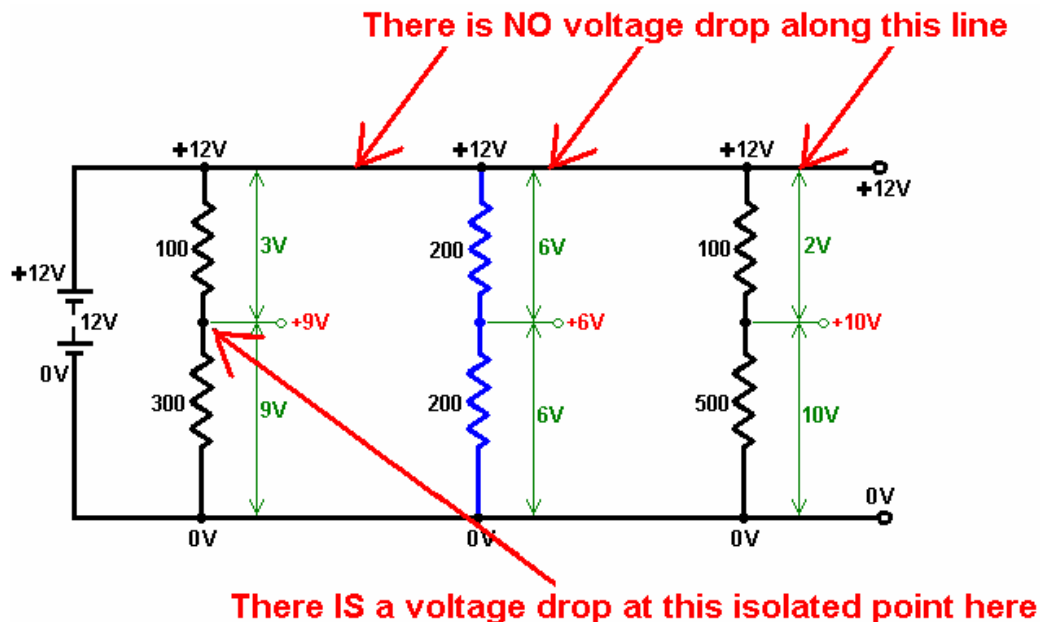 There is NO voltage drop along this line
+12V +12V +12V
+12V
100 3V 200 6V 100 2V
+12V
12V +9V +6V +10V
0V
300 9V 200 6V 500 10V
0V
0V 0V 0V
There IS a voltage drop at this isolated point here